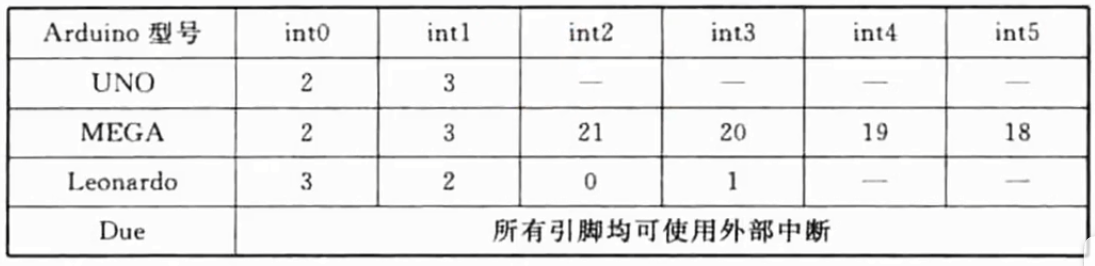 Arduino 型号 int0 int1 int2 int3 int4 int5
UNO 2 3 — — — —
MEGA 2 3 21 20 19 18
Leonardo 3 2 0 1 — —
Due 所有引脚均可使用外部中断